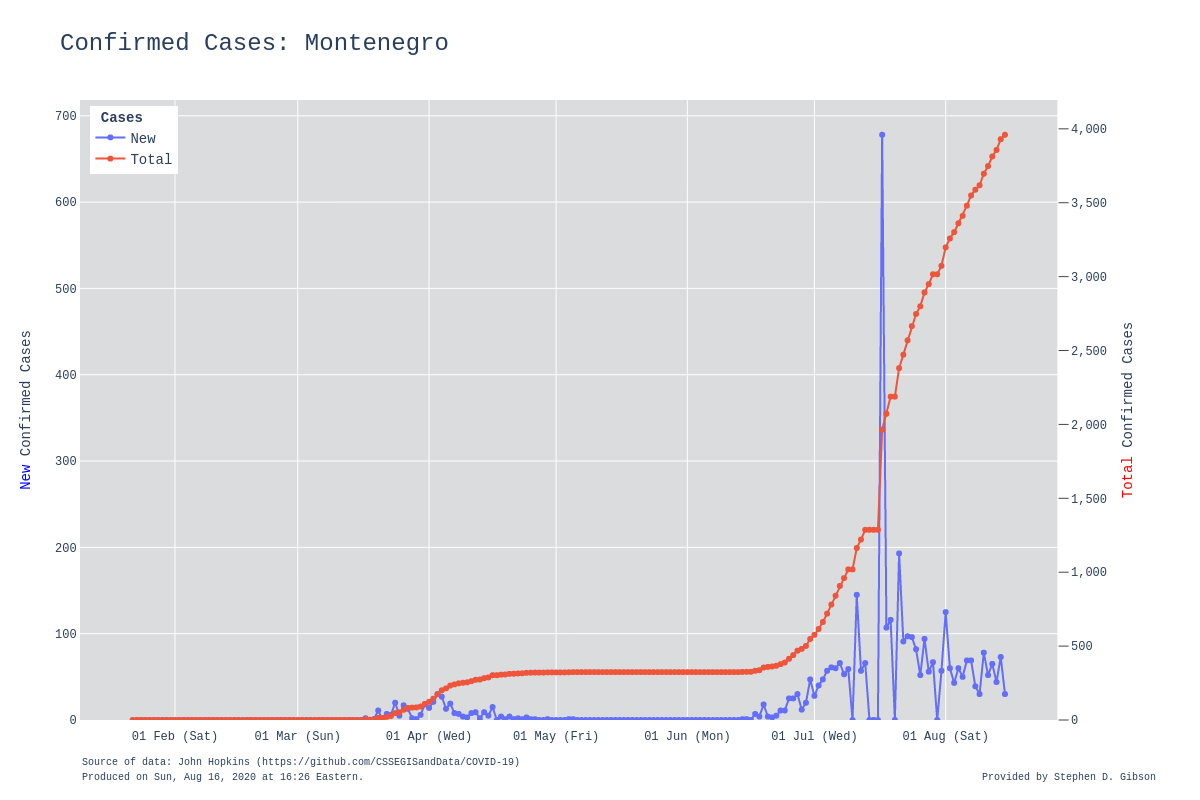 Confirmed Cases: Montenegro
Cases
New
Total
700
600
500
400
300
200
100
0
4,000
3,500
3,000
2,500
2,000
1,500
1,000
500
0
New Confirmed Cases
Total Confirmed Cases
01 Feb (Sat)
01 Mar (Sun)
01 Apr (Wed)
01 May (Fri)
01 Jun (Mon)
01 Jul (Wed)
01 Aug (Sat)
Source of data: John Hopkins (https://github.com/CSSEGISandData/COVID-19)
Produced on Sun, Aug 16, 2020 at 16:26 Eastern.
Provided by Stephen D. Gibson